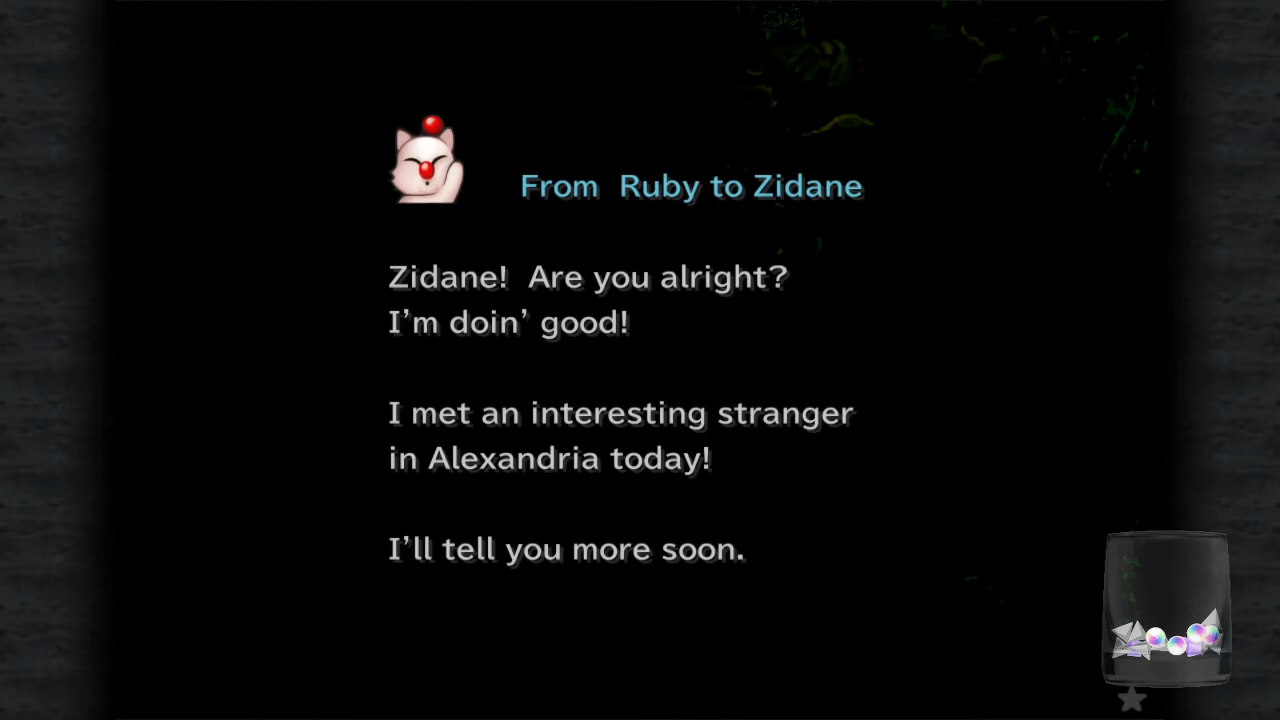 From  Ruby to Zidane
Zidane!  Are you alright?
I’m doin’ good!
I met an interesting stranger
in Alexandria today!
I’ll tell you more soon.